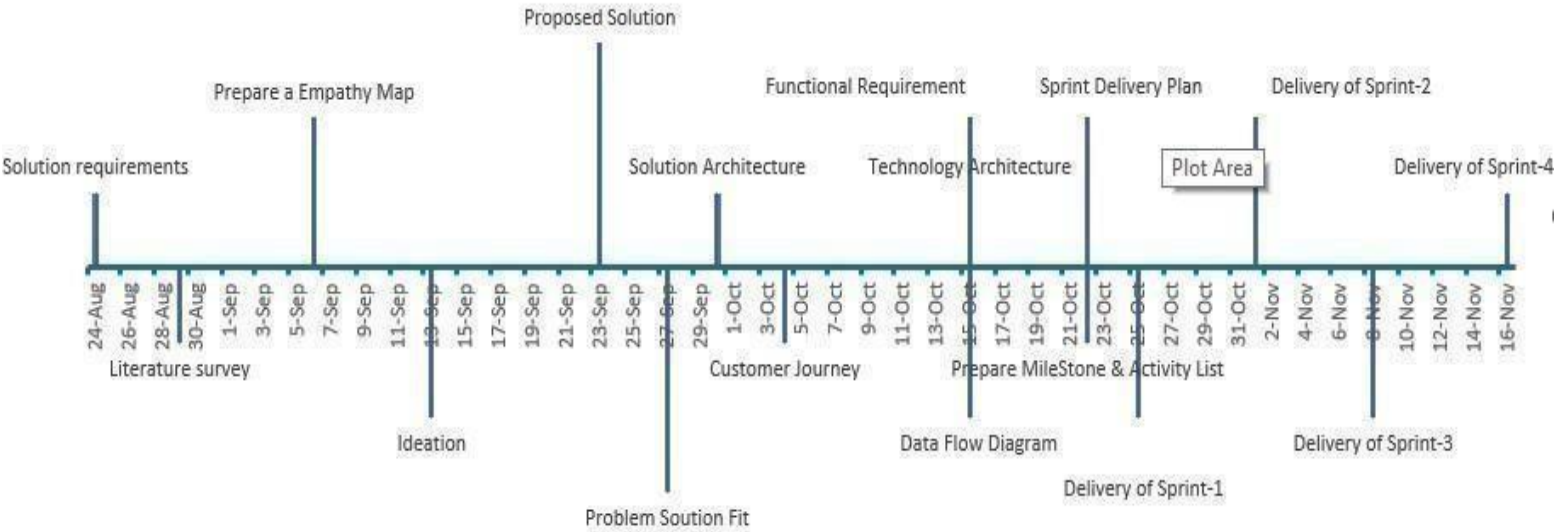 Proposed Solution
Prepare a Empathy Map
Functional Requirement
Sprint Delivery Plan
Delivery of Sprint-2
Solution requirements
Solution Architecture
Technology Architecture
Plot Area
Delivery of Sprint-4
24-Aug
26-Aug
28-Aug
30-Aug
1-Sep
3-Sep
5-Sep
7-Sep
9-Sep
11-Sep
13-Sep
15-Sep
17-Sep
19-Sep
21-Sep
23-Sep
25-Sep
27-Sep
29-Sep
1-Oct
3-Oct
5-Oct
7-Oct
9-Oct
11-Oct
13-Oct
15-Oct
17-Oct
19-Oct
21-Oct
23-Oct
25-Oct
27-Oct
29-Oct
31-Oct
2-Nov
4-Nov
6-Nov
8-Nov
10-Nov
12-Nov
14-Nov
16-Nov
Literature survey
Customer Journey
Prepare MileStone & Activity List
Ideation
Data Flow Diagram
Delivery of Sprint-3
Delivery of Sprint-1
Problem Soution Fit